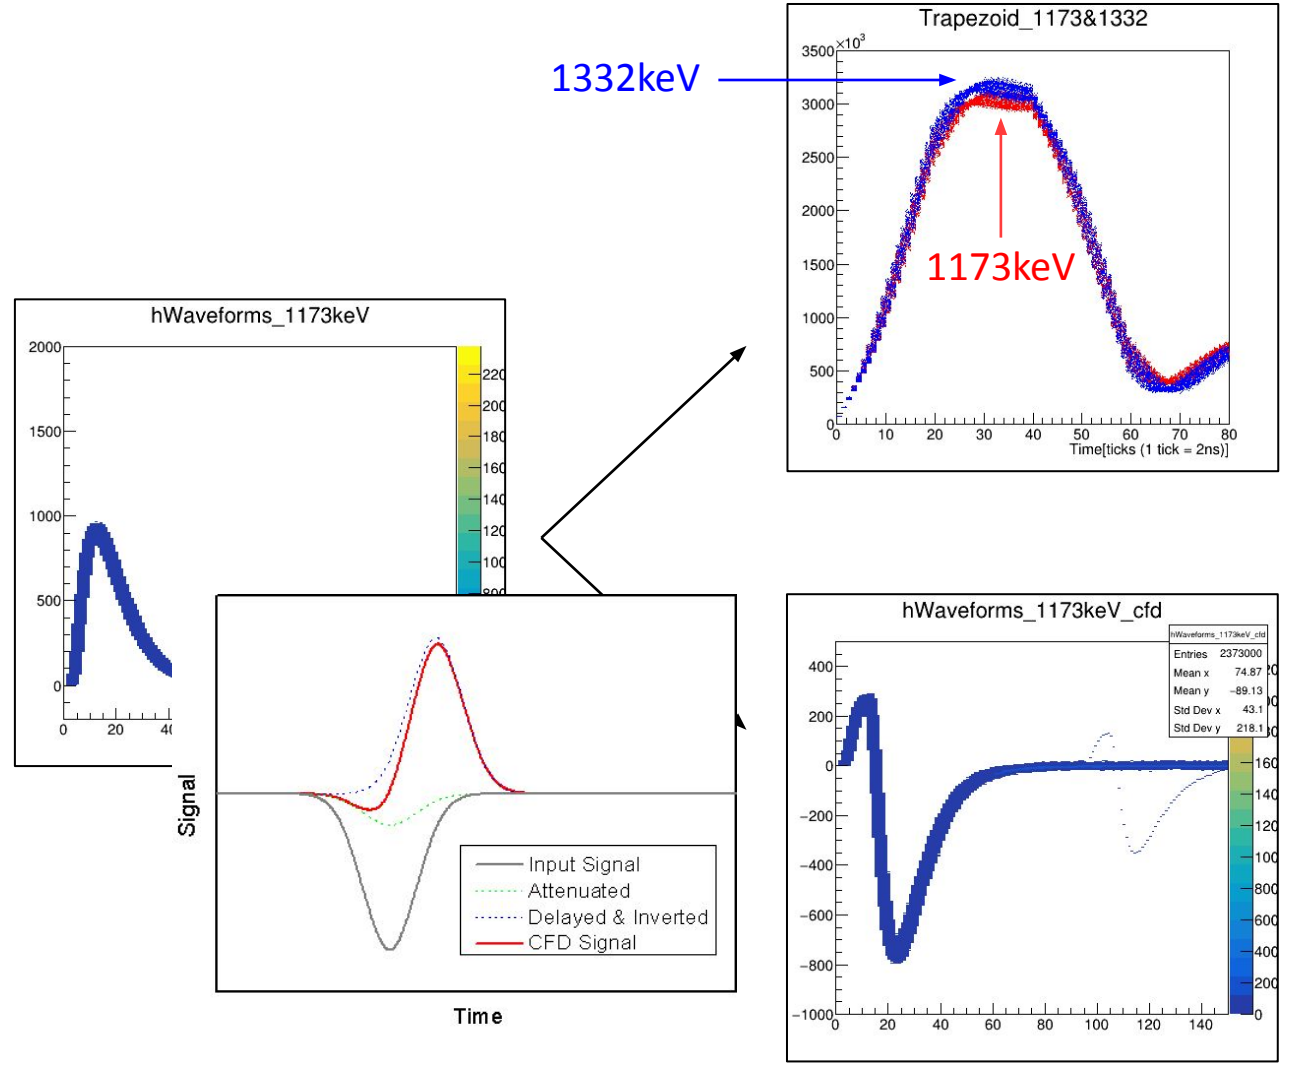 Trapezoid_1173&1332
×10³
3500
3000
2500
2000
1500
1000
500
0
0 10 20 30 40 50 60 70 80
Time[ticks (1 tick = 2ns)]
1332keV
1173keV
hWaveforms_1173keV
2000
1500
1000
500
0
0 20 40
220
200
180
160
140
120
100
800
Signal
Input Signal
Attenuated
Delayed & Inverted
CFD Signal
Time
hWaveforms_1173keV_cfd
hWaveforms_1173keV_cfd
Entries 2373000
Mean x 74.87
Mean y −89.13
Std Dev x 43.1
Std Dev y 218.1
400
200
0
−200
−400
−600
−800
−1000
0 20 40 60 80 100 120 140
160
140
120
100
800
600
400
200
0